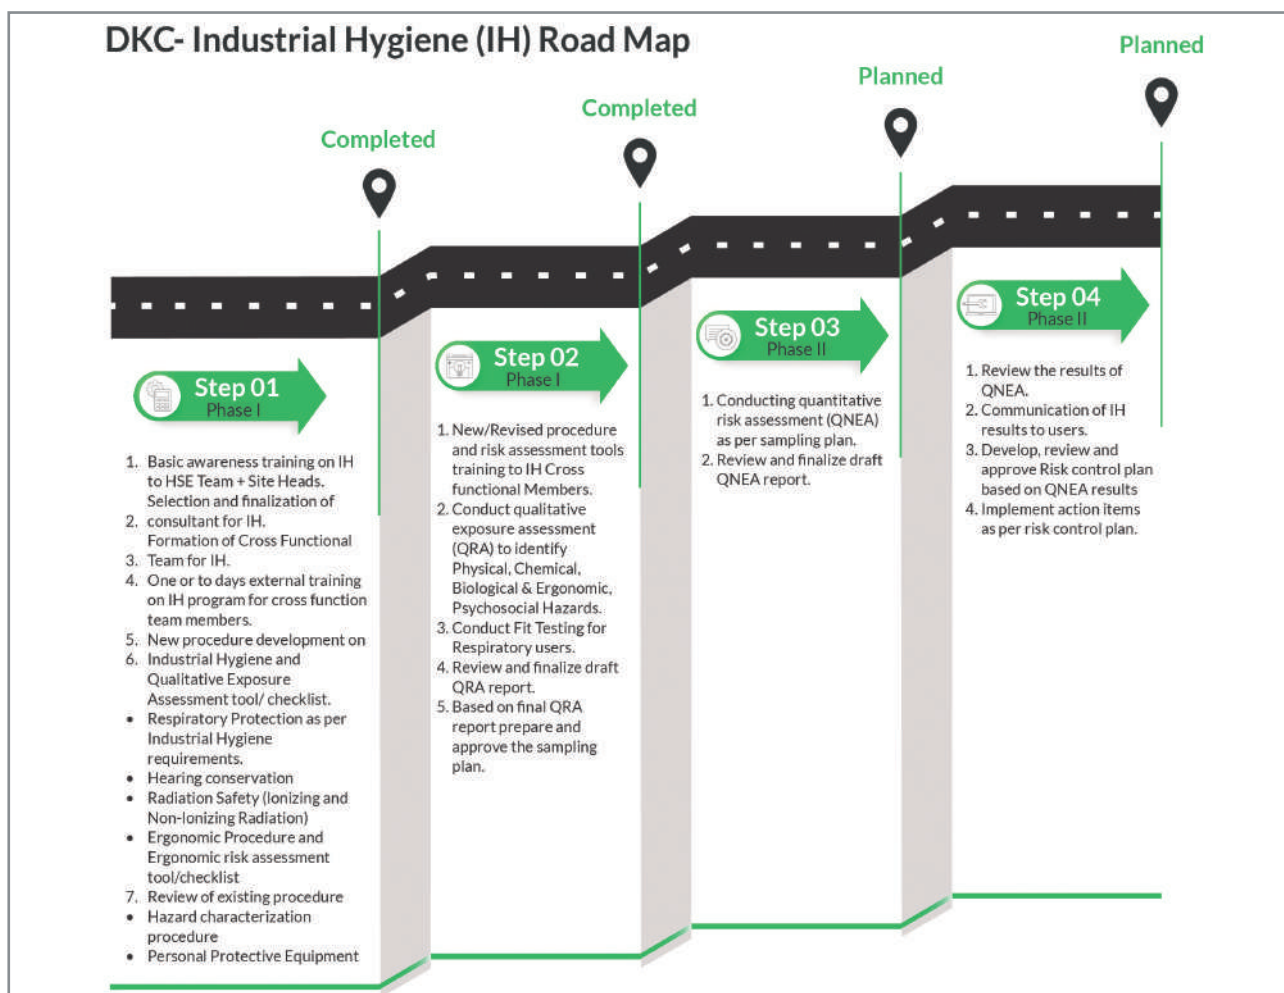 DKC- Industrial Hygiene (IH) Road Map
Completed
Completed
Planned
Planned
Step 01
Phase I
1. Basic awareness training on IH
to HSE Team + Site Heads.
Selection and finalization of
2. consultant for IH.
Formation of Cross Functional
3. Team for IH.
4. One or to days external training
on IH program for cross function
team members.
5. New procedure development on
6. Industrial Hygiene and
Qualitative Exposure
Assessment tool/ checklist.
• Respiratory Protection as per
Industrial Hygiene
requirements.
• Hearing conservation
• Radiation Safety (Ionizing and
Non-Ionizing Radiation)
• Ergonomic Procedure and
Ergonomic risk assessment
tool/checklist
7. Review of existing procedure
• Hazard characterization
procedure
• Personal Protective Equipment
Step 02
Phase I
1. New/Revised procedure
and risk assessment tools
training to IH Cross
functional Members.
2. Conduct qualitative
exposure assessment
(QRA) to identify
Physical, Chemical,
Biological & Ergonomic,
Psychosocial Hazards.
3. Conduct Fit Testing for
Respiratory users.
4. Review and finalize draft
QRA report.
5. Based on final QRA
report prepare and
approve the sampling
plan.
Step 03
Phase II
1. Conducting quantitative
risk assessment (QNEA)
as per sampling plan.
2. Review and finalize draft
QNEA report.
Step 04
Phase II
1. Review the results of
QNEA.
2. Communication of IH
results to users.
3. Develop, review and
approve Risk control plan
based on QNEA results
4. Implement action items
as per risk control plan.